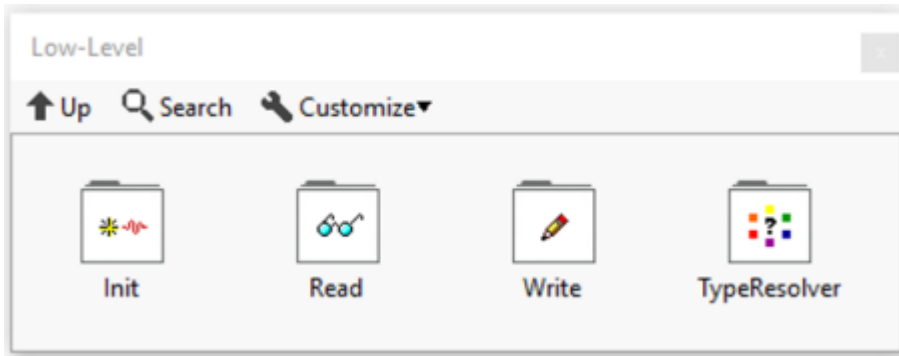 Low-Level
Up Search Customize
Init Read Write TypeResolver